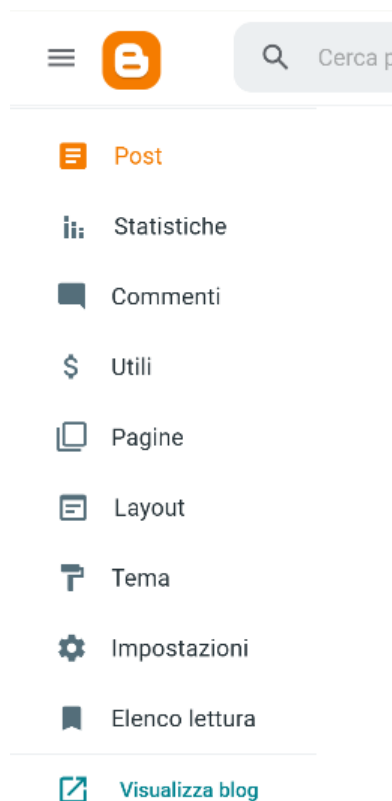 Cerca p
Post
Statistiche
Commenti
Utili
Pagine
Layout
Tema
Impostazioni
Elenco lettura
Visualizza blog